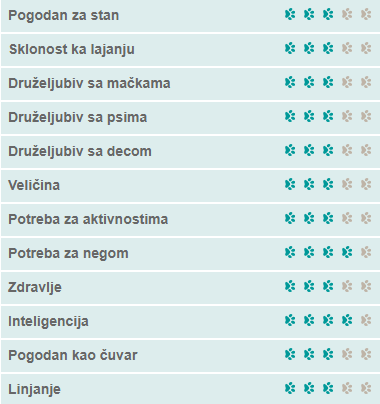 Pogodan za stan
Sklonost ka lajanju
Druželjubiv sa mačkama
Druželjubiv sa psima
Druželjubiv sa decom
Veličina
Potreba za aktivnostima
Potreba za negom
Zdravlje
Inteligencija
Pogodan kao čuvar
Linjanje